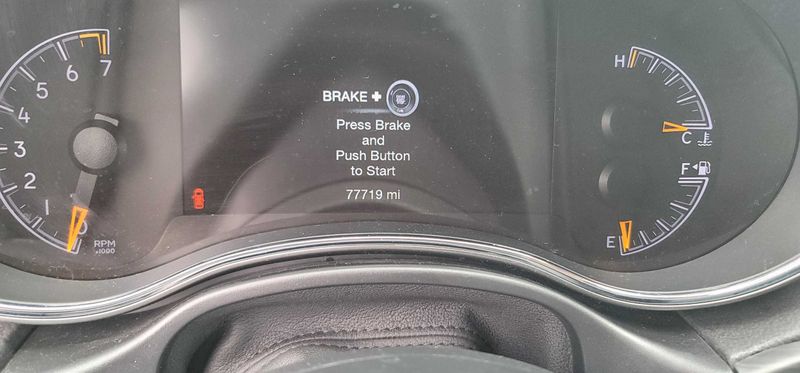 7
6
5
4
3
2
1
0
RPM
x1000
BRAKE +
Press Brake
and
Push Button
to Start
77719 mi
H
C
F
E